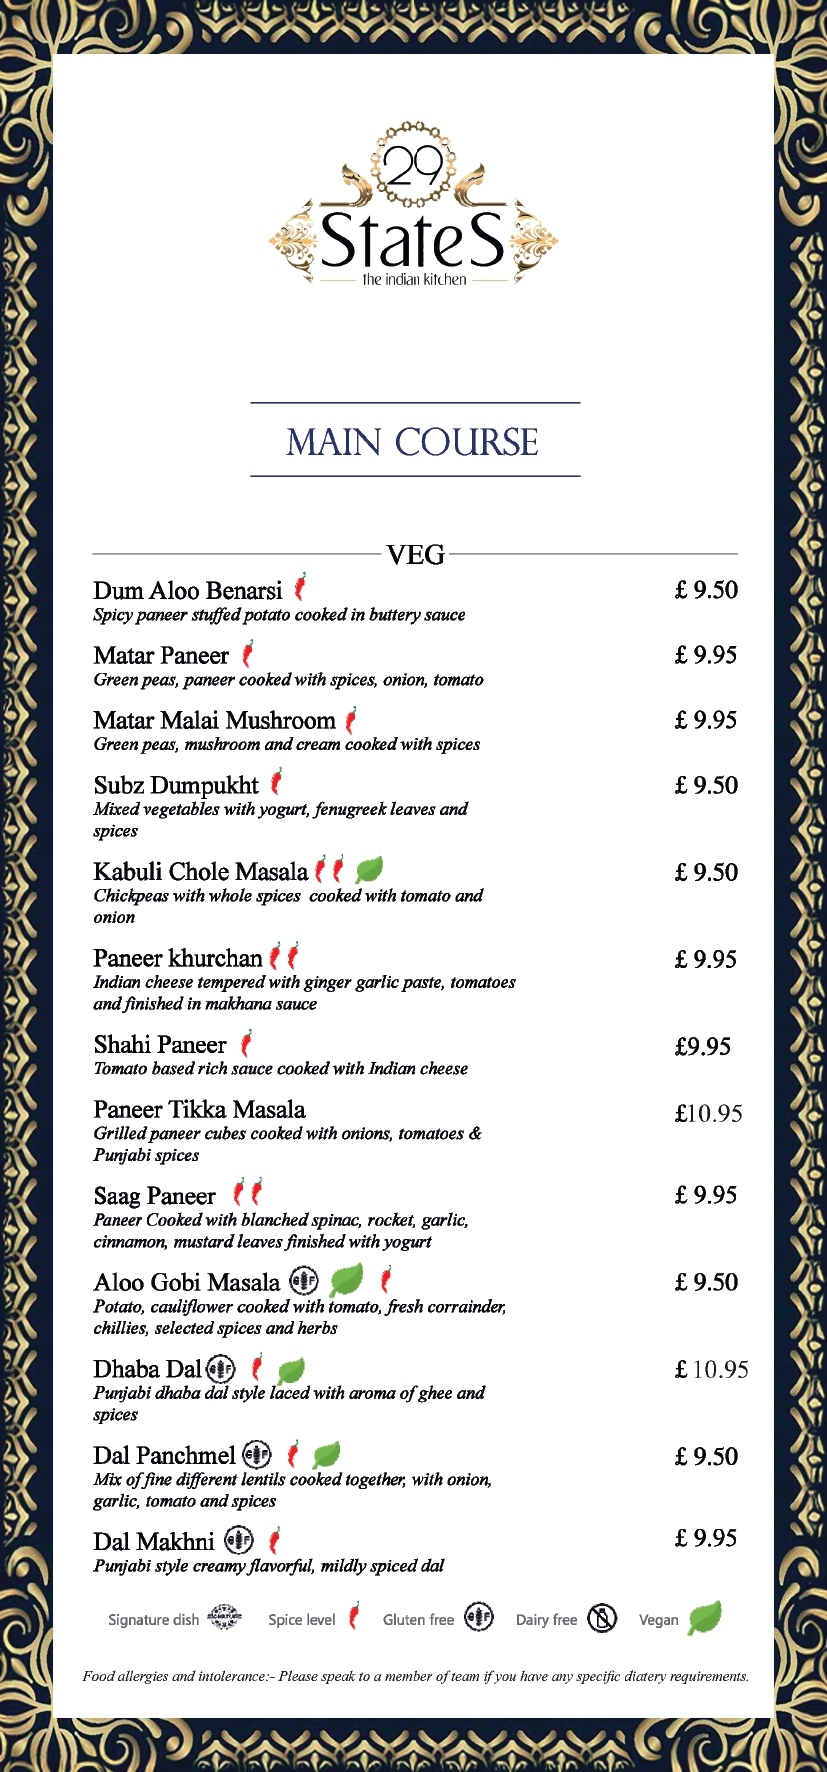 29
StateS
the indian kitchen
MAIN COURSE
VEG
Dum Aloo Benarsi £ 9.50
Spicy paneer stuffed potato cooked in buttery sauce
Matar Paneer £ 9.95
Green peas, paneer cooked with spices, onion, tomato
Matar Malai Mushroom £ 9.95
Green peas, mushroom and cream cooked with spices
Subz Dumpukht £ 9.50
Mixed vegetables with yogurt, fenugreek leaves and
spices
Kabuli Chole Masala £ 9.50
Chickpeas with whole spices cooked with tomato and
onion
Paneer khurchan £ 9.95
Indian cheese tempered with ginger garlic paste, tomatoes
and finished in makhana sauce
Shahi Paneer £9.95
Tomato based rich sauce cooked with Indian cheese
Paneer Tikka Masala £10.95
Grilled paneer cubes cooked with onions, tomatoes &
Punjabi spices
Saag Paneer £ 9.95
Paneer Cooked with blanched spinac, rocket, garlic,
cinnamon, mustard leaves finished with yogurt
Aloo Gobi Masala GF £ 9.50
Potato, cauliflower cooked with tomato, fresh corrainder,
chillies, selected spices and herbs
Dhaba Dal GF £ 10.95
Punjabi dhaba dal style laced with aroma of ghee and
spices
Dal Panchmel GF £ 9.50
Mix of fine different lentils cooked together, with onion,
garlic, tomato and spices
Dal Makhni GF £ 9.95
Punjabi style creamy flavorful, mildly spiced dal
Signature dish SIGNATURE Spice level Gluten free GF Dairy free Vegan
Food allergies and intolerance:- Please speak to a member of team if you have any specific diatery requirements.